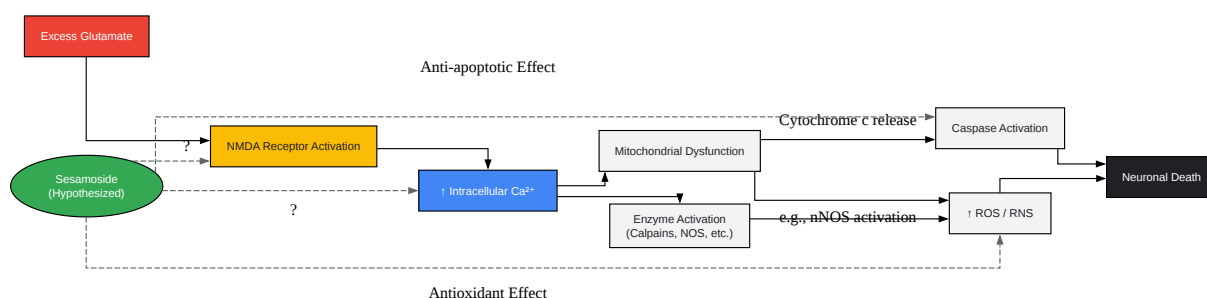 Excess Glutamate
Anti-apoptotic Effect
Cytochrome c release
Caspase Activation
?
NMDA Receptor Activation
Mitochondrial Dysfunction
Sesamoside
(Hypothesized)
↑ Intracellular Ca²⁺
?
Enzyme Activation
(Calpains, NOS, etc.)
e.g., nNOS activation
↑ ROS / RNS
Neuronal Death
Antioxidant Effect